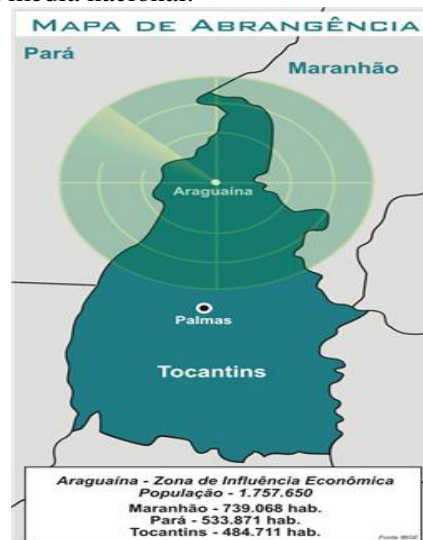 média nacional.
MAPA DE ABRANGÊNCIA
Pará
Maranhão
Araguaína
Palmas
Tocantins
Araguaína - Zona de Influência Econômica
População - 1.757.650
Maranhão - 739.068 hab.
Pará - 533.871 hab.
Tocantins - 484.711 hab.
Fonte IBGE